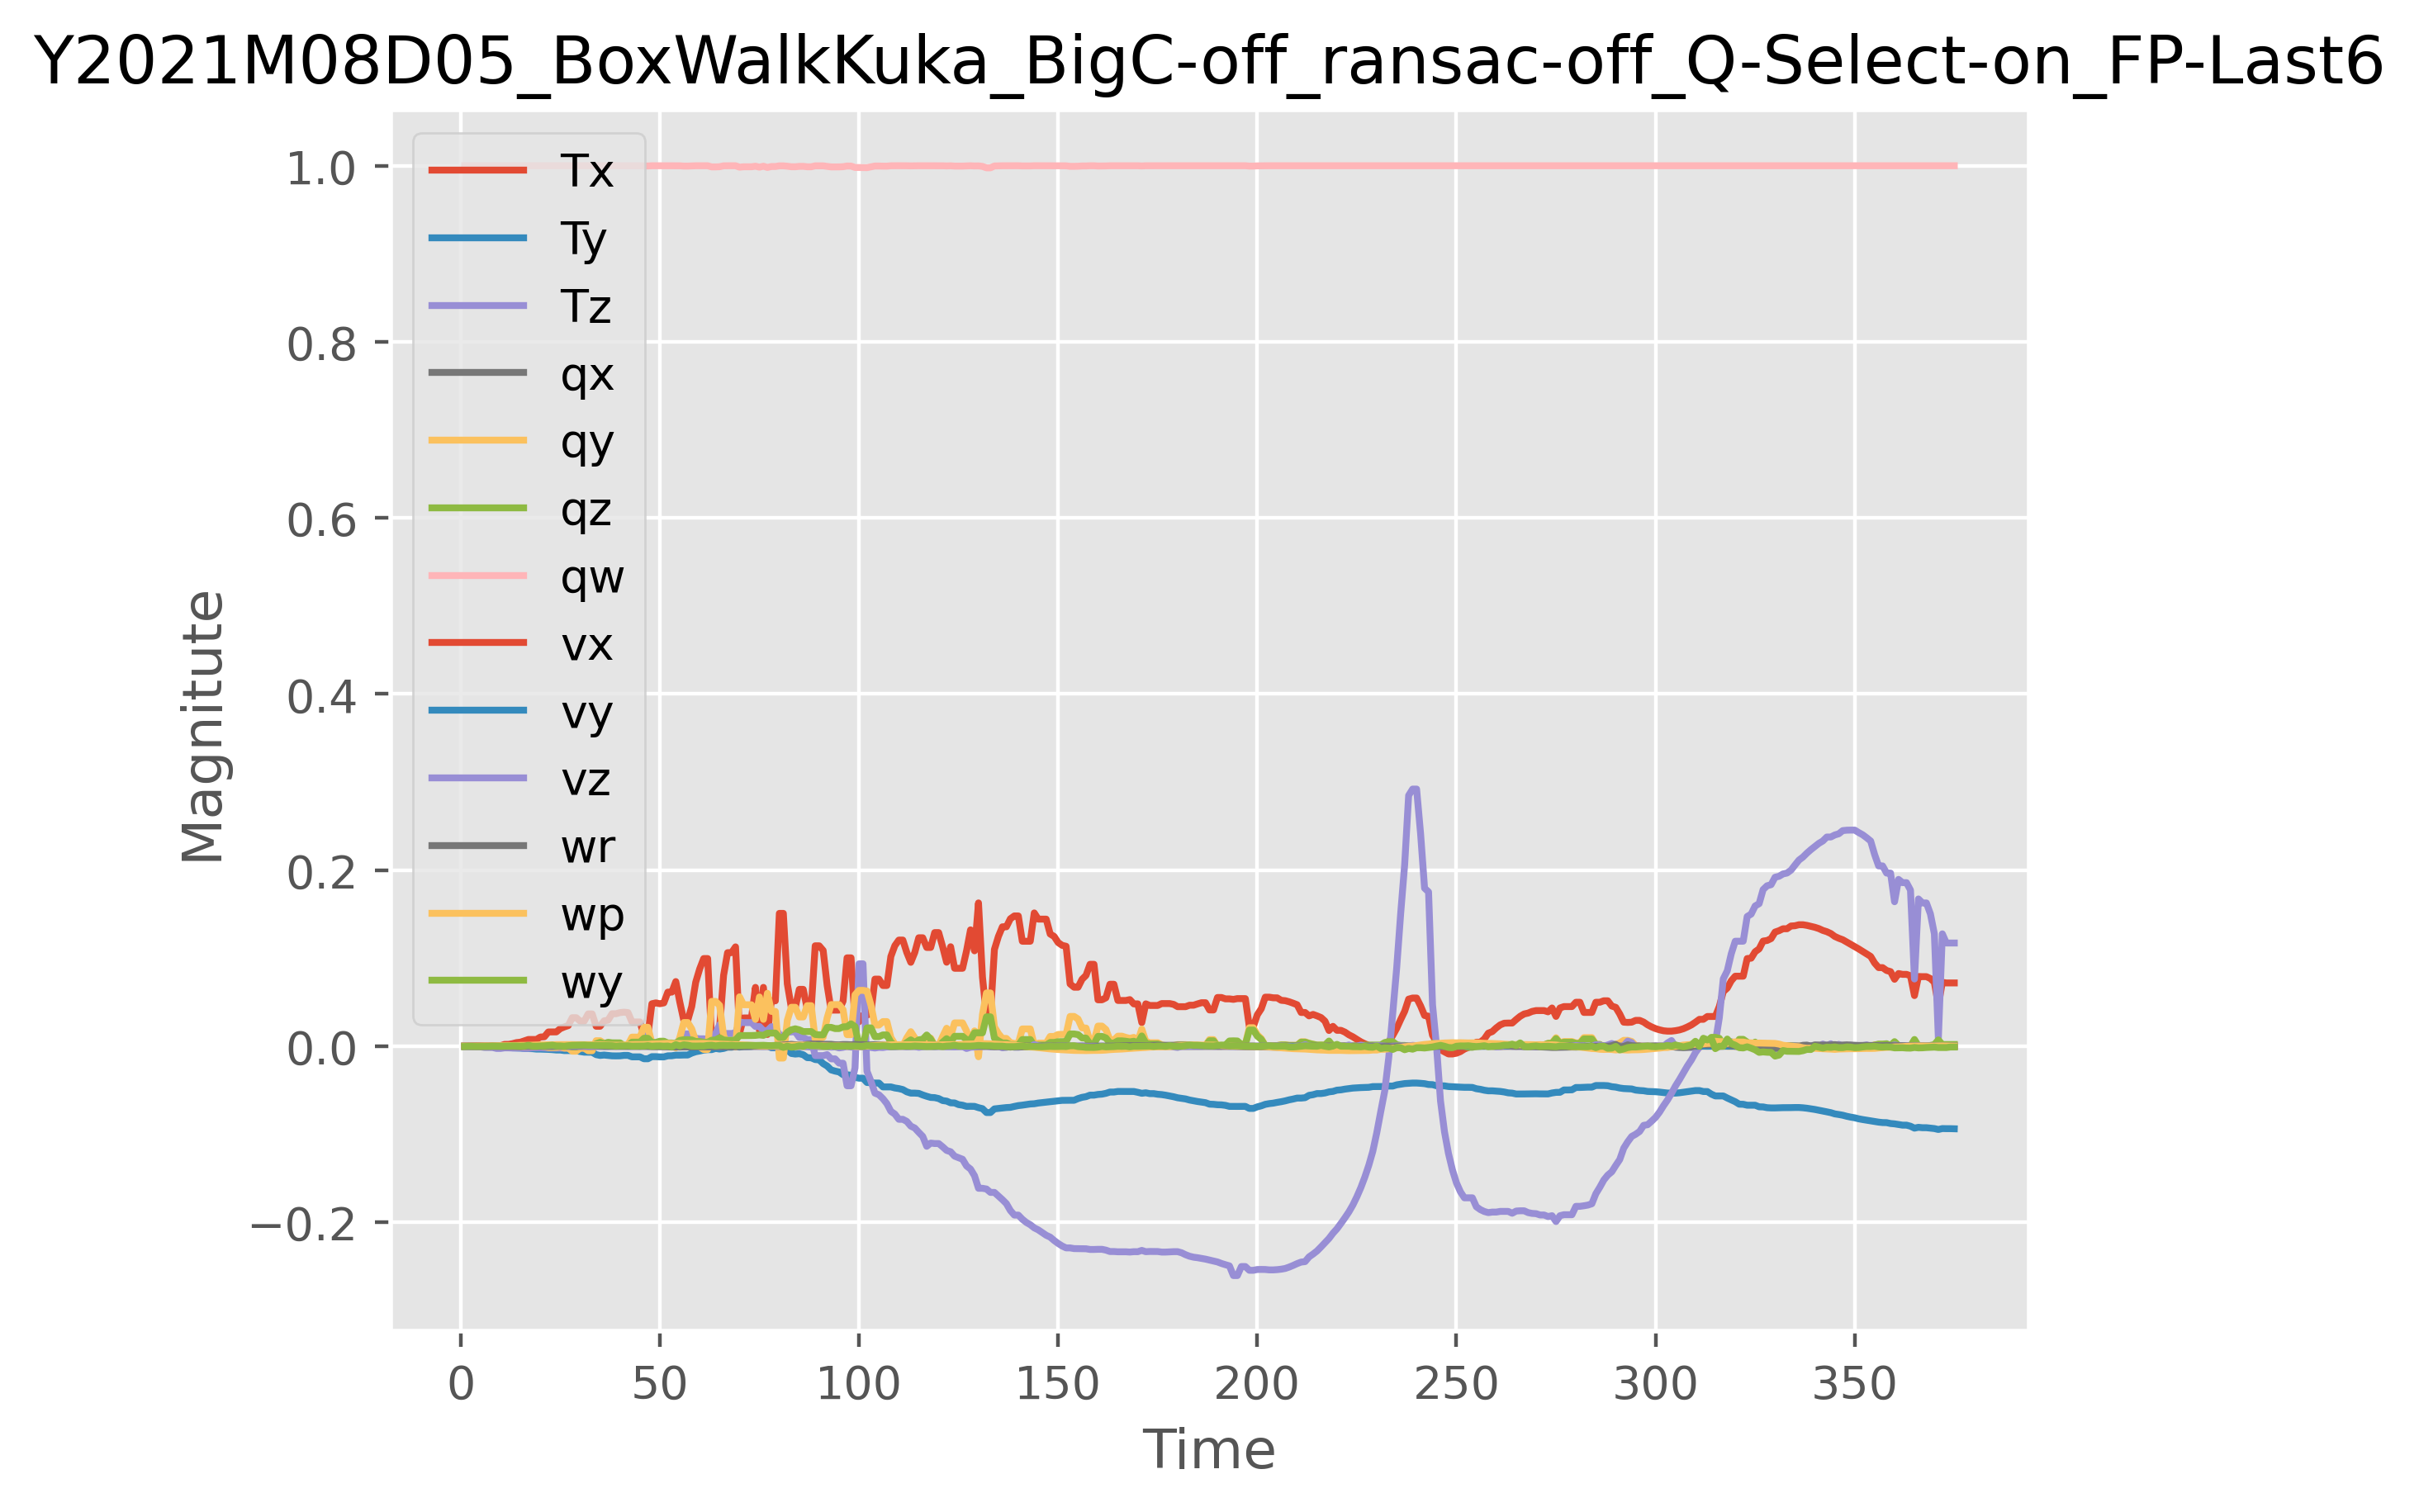 Y2021M08D05_BoxWalkKuka_BigC-off_ransac-off_Q-Select-on_FP-Last6
1.0
0.8
0.6
0.4
0.2
0.0
−0.2
Magnitute
Tx
Ty
Tz
qx
qy
qz
qw
vx
vy
vz
wr
wp
wy
0 50 100 150 200 250 300 350
Time